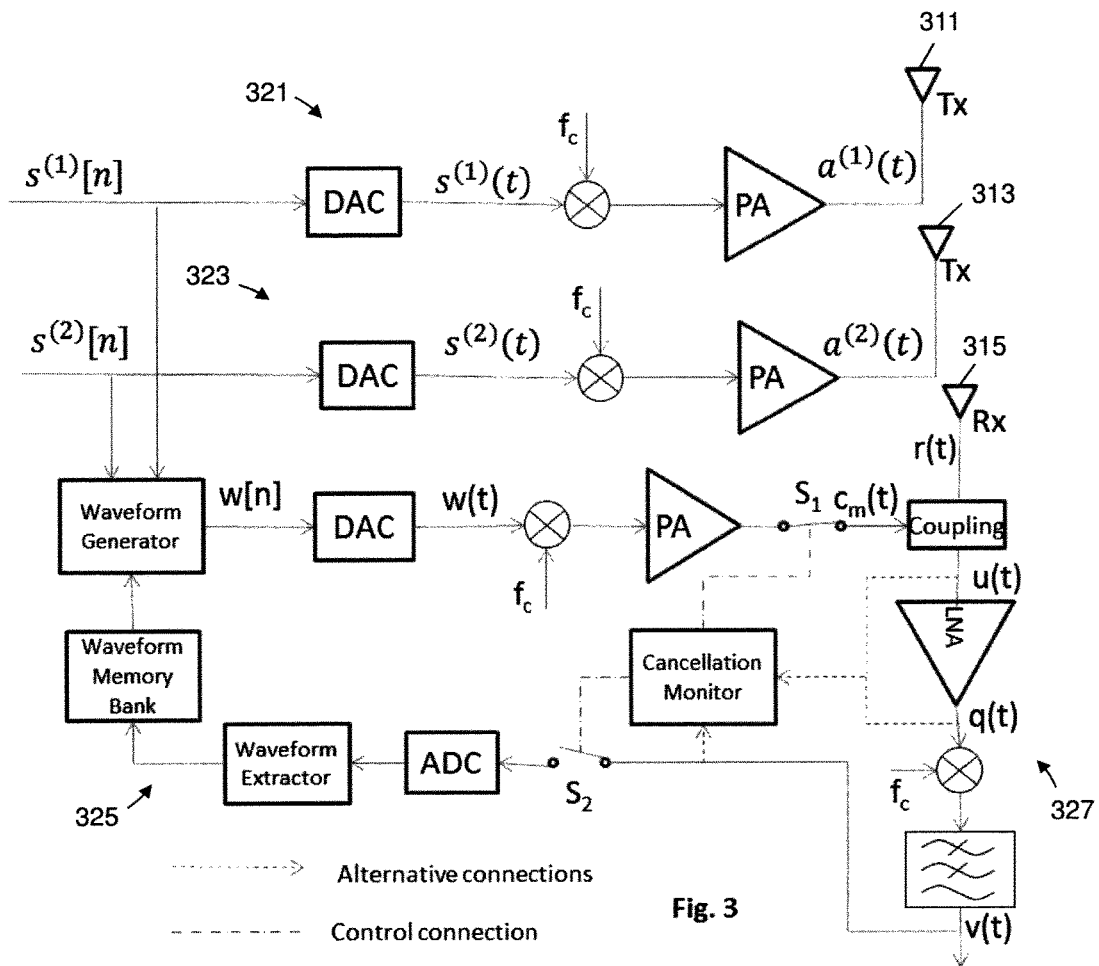 311
Tx
321
f_c
s^(1)[n]
DAC
s^(1)(t)
PA
a^(1)(t)
313
Tx
323
f_c
s^(2)[n]
DAC
s^(2)(t)
PA
a^(2)(t)
315
Rx
r(t)
Waveform
Generator
w[n]
DAC
w(t)
f_c
PA
S_1
c_m(t)
Coupling
u(t)
LNA
Waveform
Memory
Bank
Cancellation
Monitor
q(t)
Waveform
Extractor
ADC
S_2
f_c
325
327
Alternative connections
Control connection
Fig. 3
v(t)